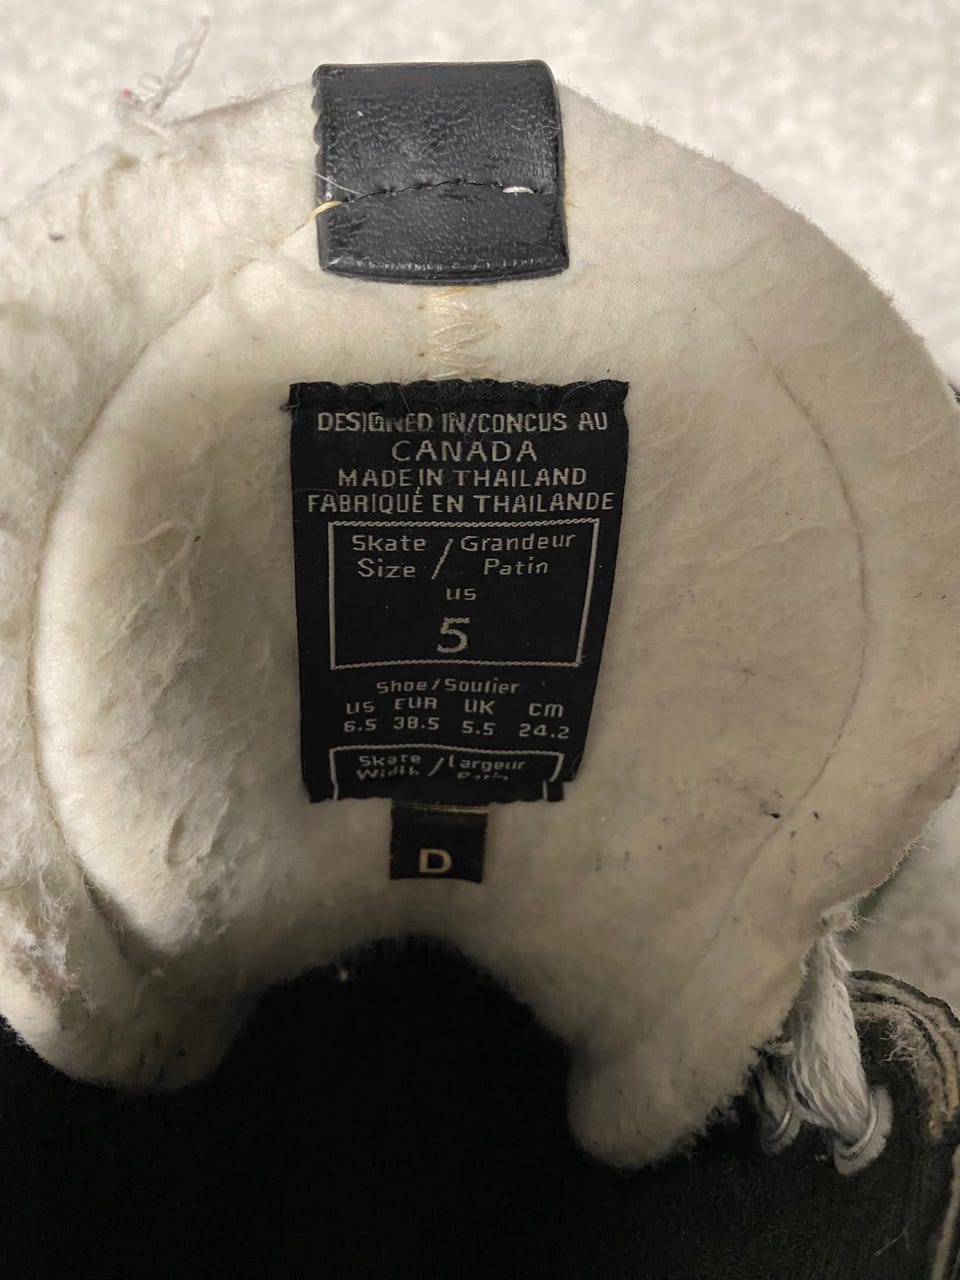 DESIGNED IN/CONCUS AU
CANADA
MADE IN THAILAND
FABRIQUÉ EN THAILANDE
Skate / Grandeur
Size / Patin
US
5
Shoe/Soulier
US EUR UK cm
6.5 38.5 5.5 24.2
Skate / Largeur
Width / Patin
D